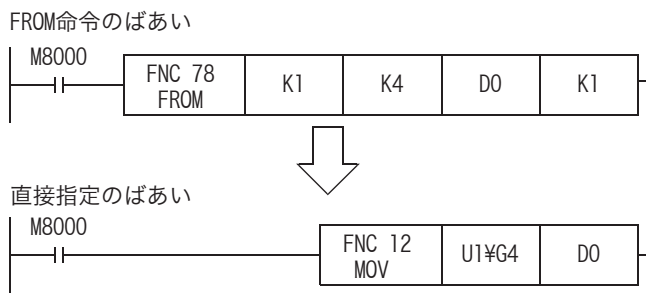 FROM命令のばあい
M8000
FNC 78
FROM
K1
K4
D0
K1
直接指定のばあい
M8000
FNC 12
MOV
U1¥G4
D0